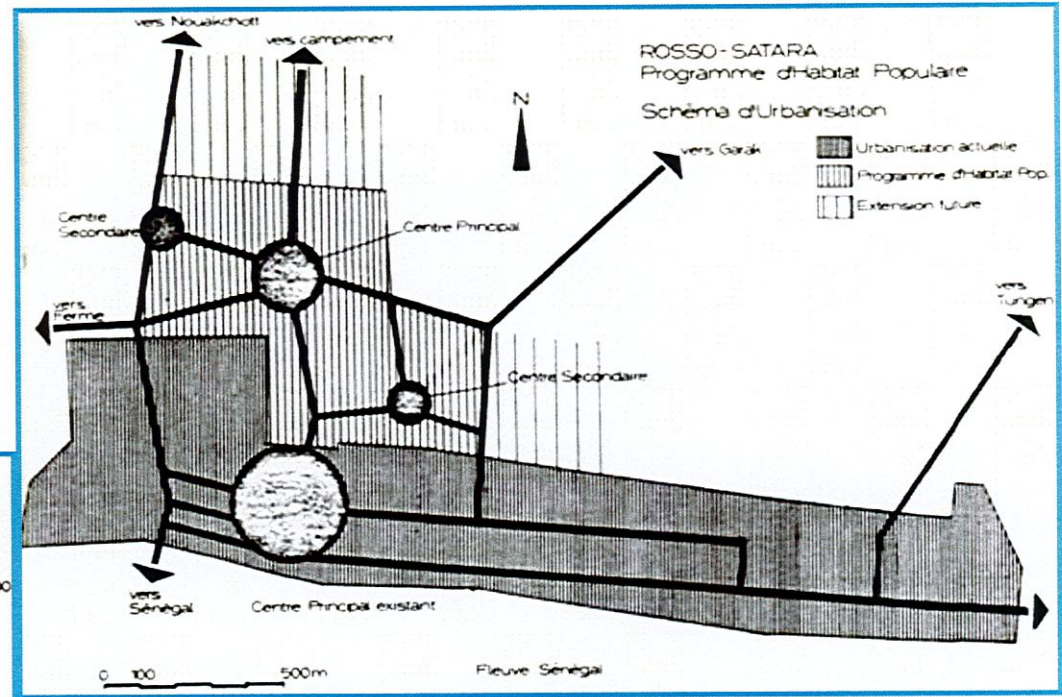 vers Nouakchott
vers campement
ROSSO-SATARA
Programme d'Habitat Populaire
Schéma d'Urbanisation
N
Urbanisation actuelle
Programme d'Habitat Pop.
Extension future
vers Garak
Centre
Secondaire
Centre Principal
vers
Ferme
vers
Tungen
Centre Secondaire
vers
Sénégal
Centre Principal existant
0 100 500m
Fleuve Sénégal